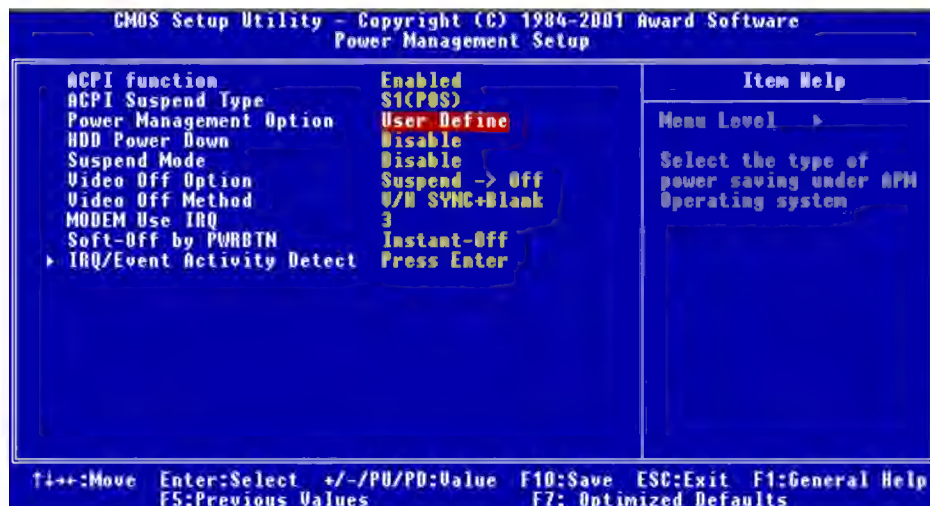 CMOS Setup Utility - Copyright (C) 1984-2001 Award Software
Power Management Setup
ACPI function Enabled
ACPI Suspend Type S1(POS)
Power Management Option User Define
HDD Power Down Disable
Suspend Mode Disable
Video Off Option Suspend -> Off
Video Off Method V/H SYNC+Blank
MODEM Use IRQ 3
Soft-Off by PWRBTN Instant-Off
▸ IRQ/Event Activity Detect Press Enter
Item Help
Menu Level ▸
Select the type of
power saving under APM
Operating system
↑↓→←:Move Enter:Select +/-/PU/PD:Value F10:Save ESC:Exit F1:General Help
F5:Previous Values F7: Optimized Defaults